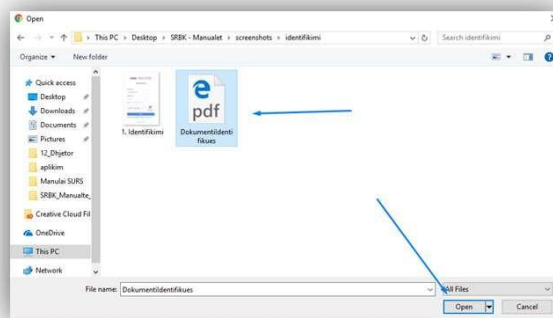 Open
This PC > Desktop > SRBK - Manualet > screenshots > identifikimi
Search identifikimi
Organize
New folder
Quick access
Desktop
Downloads
Documents
Pictures
12_Dhjetor
aplikim
Manulai SURS
SRBK_Manualte_
Creative Cloud Fil
OneDrive
This PC
Network
1. Identifikimi
pdf
DokumentiIdenti
fikues
File name: DokumentiIdentifikues
All Files
Open
Cancel